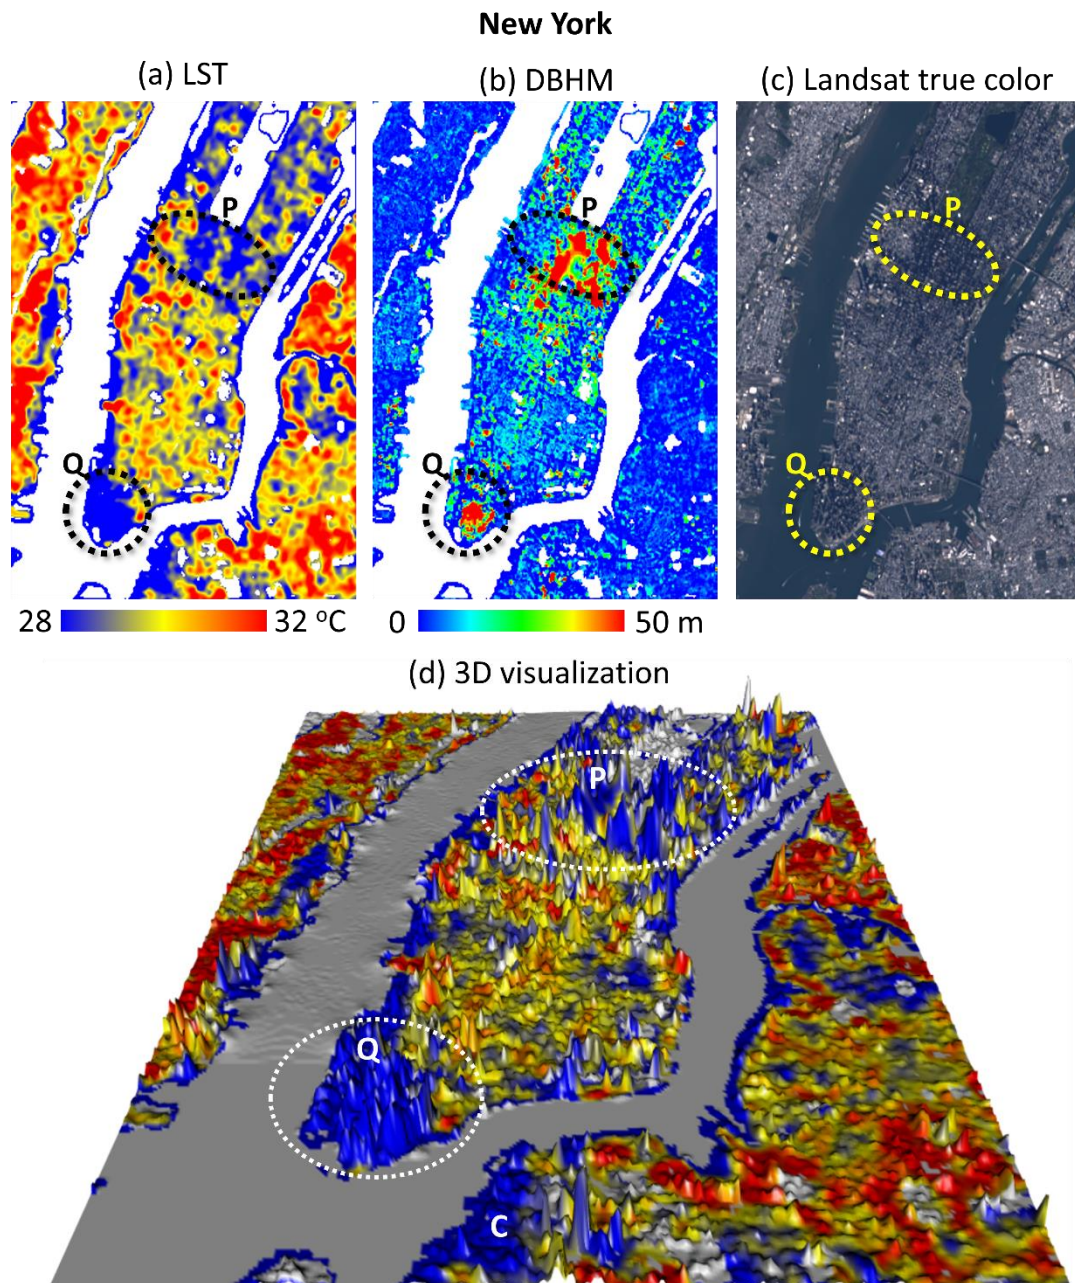 New York
(a) LST
(b) DBHM
(c) Landsat true color
P
P
P
Q
Q
Q
28
32 °C
0
50 m
(d) 3D visualization
P
Q
C